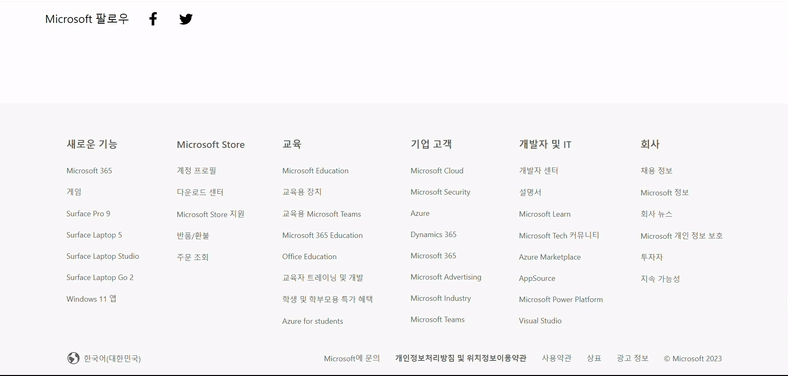 Microsoft 팔로우
새로운 기능
Microsoft 365
게임
Surface Pro 9
Surface Laptop 5
Surface Laptop Studio
Surface Laptop Go 2
Windows 11 앱
Microsoft Store
계정 프로필
다운로드 센터
Microsoft Store 지원
반품/환불
주문 조회
교육
Microsoft Education
교육용 장치
교육용 Microsoft Teams
Microsoft 365 Education
Office Education
교육자 트레이닝 및 개발
학생 및 학부모용 특가 혜택
Azure for students
기업 고객
Microsoft Cloud
Microsoft Security
Azure
Dynamics 365
Microsoft 365
Microsoft Advertising
Microsoft Industry
Microsoft Teams
개발자 및 IT
개발자 센터
설명서
Microsoft Learn
Microsoft Tech 커뮤니티
Azure Marketplace
AppSource
Microsoft Power Platform
Visual Studio
회사
채용 정보
Microsoft 정보
회사 뉴스
Microsoft 개인 정보 보호
투자자
지속 가능성
한국어(대한민국)
Microsoft에 문의
개인정보처리방침 및 위치정보이용약관
사용약관
상표
광고 정보
© Microsoft 2023